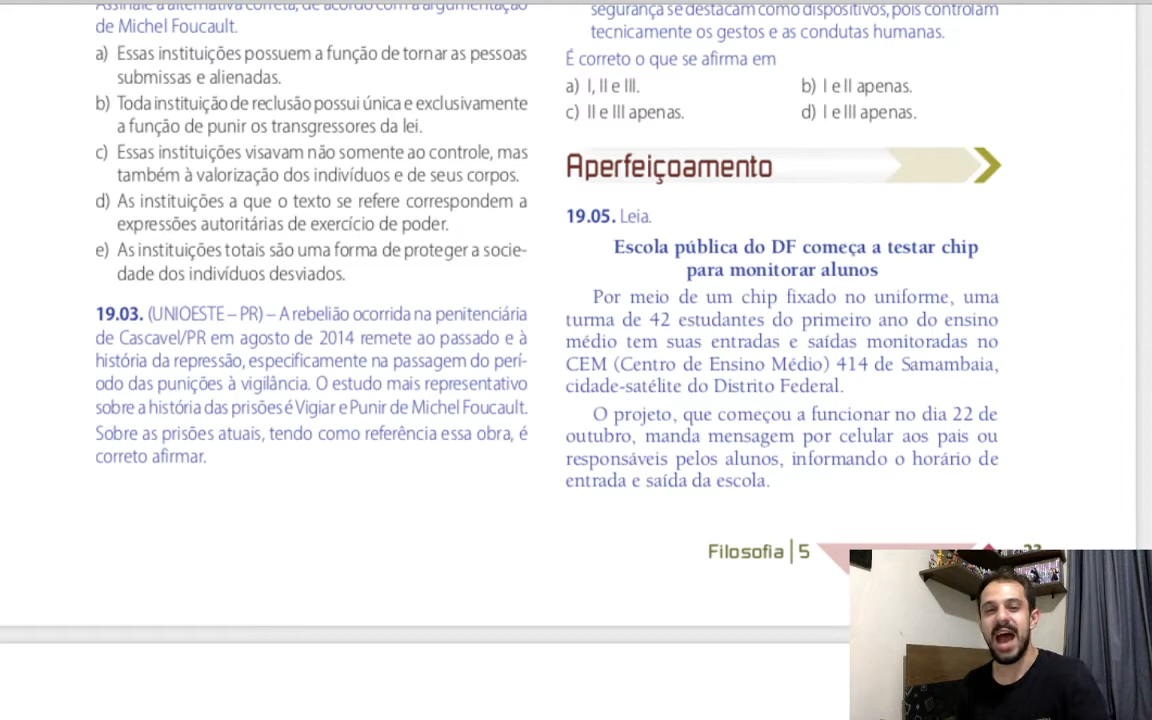 Assinale a alternativa correta, de acordo com a argumentação
de Michel Foucault.
a) Essas instituições possuem a função de tornar as pessoas
submissas e alienadas.
b) Toda instituição de reclusão possui única e exclusivamente
a função de punir os transgressores da lei.
c) Essas instituições visavam não somente ao controle, mas
também à valorização dos indivíduos e de seus corpos.
d) As instituições a que o texto se refere correspondem a
expressões autoritárias de exercício de poder.
e) As instituições totais são uma forma de proteger a socie-
dade dos indivíduos desviados.
19.03. (UNIOESTE – PR) – A rebelião ocorrida na penitenciária
de Cascavel/PR em agosto de 2014 remete ao passado e à
história da repressão, especificamente na passagem do perí-
odo das punições à vigilância. O estudo mais representativo
sobre a história das prisões é Vigiar e Punir de Michel Foucault.
Sobre as prisões atuais, tendo como referência essa obra, é
correto afirmar.
segurança se destacam como dispositivos, pois controlam
tecnicamente os gestos e as condutas humanas.
É correto o que se afirma em
a) I, II e III. b) I e II apenas.
c) II e III apenas. d) I e III apenas.
Aperfeiçoamento
19.05. Leia.
Escola pública do DF começa a testar chip
para monitorar alunos
Por meio de um chip fixado no uniforme, uma
turma de 42 estudantes do primeiro ano do ensino
médio tem suas entradas e saídas monitoradas no
CEM (Centro de Ensino Médio) 414 de Samambaia,
cidade-satélite do Distrito Federal.
O projeto, que começou a funcionar no dia 22 de
outubro, manda mensagem por celular aos pais ou
responsáveis pelos alunos, informando o horário de
entrada e saída da escola.
Filosofia | 5